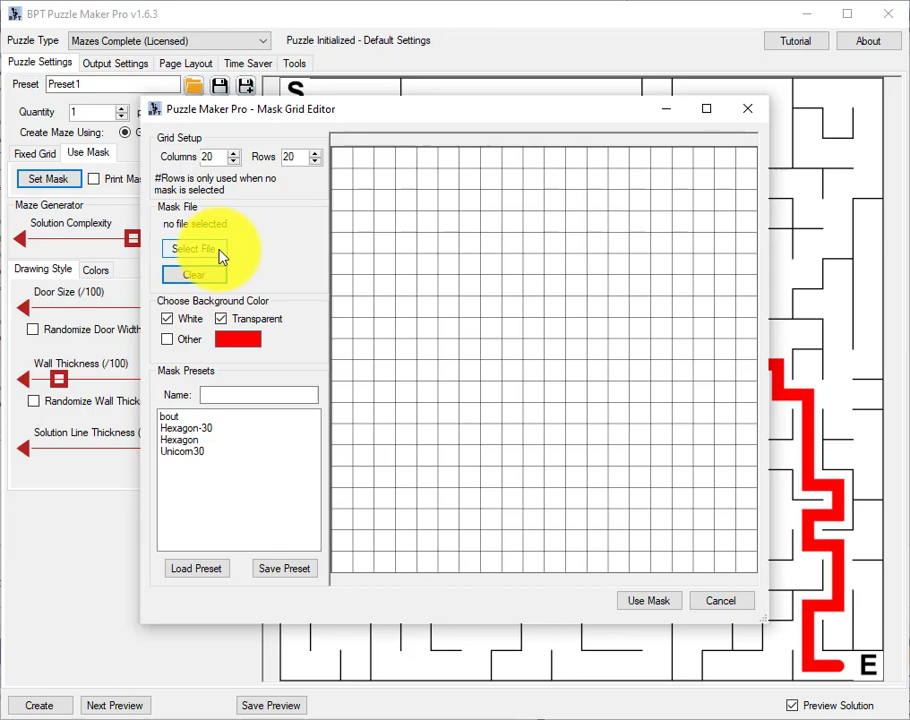 BPT Puzzle Maker Pro v1.6.3
Puzzle Type Mazes Complete (Licensed) Puzzle Initialized - Default Settings Tutorial About
Puzzle Settings Output Settings Page Layout Time Saver Tools
Preset Preset1
S
Quantity 1
Create Maze Using:
Fixed Grid Use Mask
Set Mask Print Mas
Maze Generator
Solution Complexity
Drawing Style Colors
Door Size (/100)
Randomize Door Width
Wall Thickness (/100)
Randomize Wall Thick
Solution Line Thickness (
Puzzle Maker Pro - Mask Grid Editor
Grid Setup
Columns 20 Rows 20
#Rows is only used when no
mask is selected
Mask File
no file selected
Select File
Clear
Choose Background Color
White Transparent
Other
Mask Presets
Name:
bout
Hexagon-30
Hexagon
Unicorn30
Load Preset Save Preset
Use Mask Cancel
E
Create Next Preview Save Preview Preview Solution